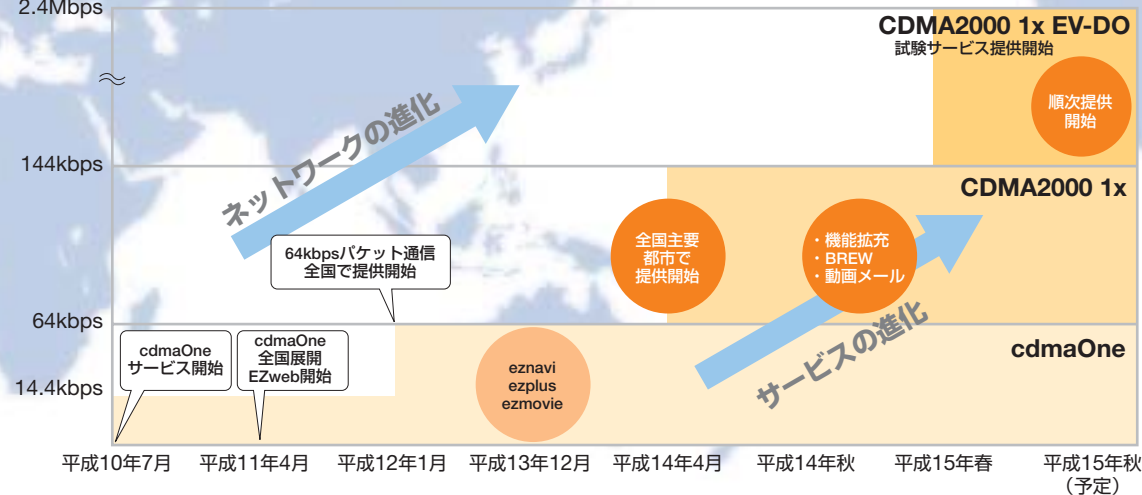 2.4Mbps
CDMA2000 1x EV-DO
試験サービス提供開始
順次提供
開始
ネットワークの進化
144kbps
CDMA2000 1x
64kbpsパケット通信
全国で提供開始
全国主要
都市で
提供開始
・機能拡充
・BREW
・動画メール
64kbps
サービスの進化
cdmaOne
サービス開始
cdmaOne
全国展開
EZweb開始
eznavi
ezplus
ezmovie
cdmaOne
14.4kbps
平成10年7月
平成11年4月
平成12年1月
平成13年12月
平成14年4月
平成14年秋
平成15年春
平成15年秋
（予定）